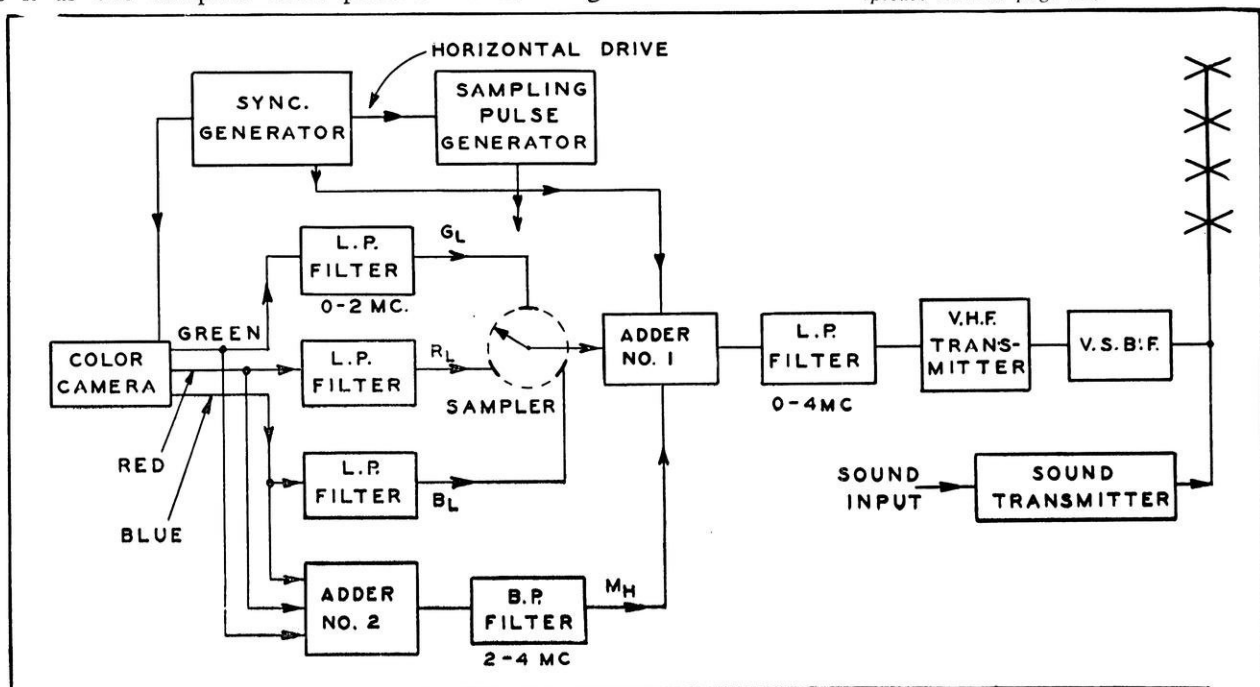 HORIZONTAL DRIVE
SYNC.
GENERATOR
SAMPLING
PULSE
GENERATOR
L.P.
FILTER
0-2 MC.
GL
GREEN
COLOR
CAMERA
L.P.
FILTER
RL
SAMPLER
ADDER
NO. 1
L.P.
FILTER
0-4MC
V.H.F.
TRANS-
MITTER
V.S.B.F.
RED
BLUE
L.P.
FILTER
BL
SOUND
INPUT
SOUND
TRANSMITTER
ADDER
NO. 2
B.P.
FILTER
2-4 MC
MH